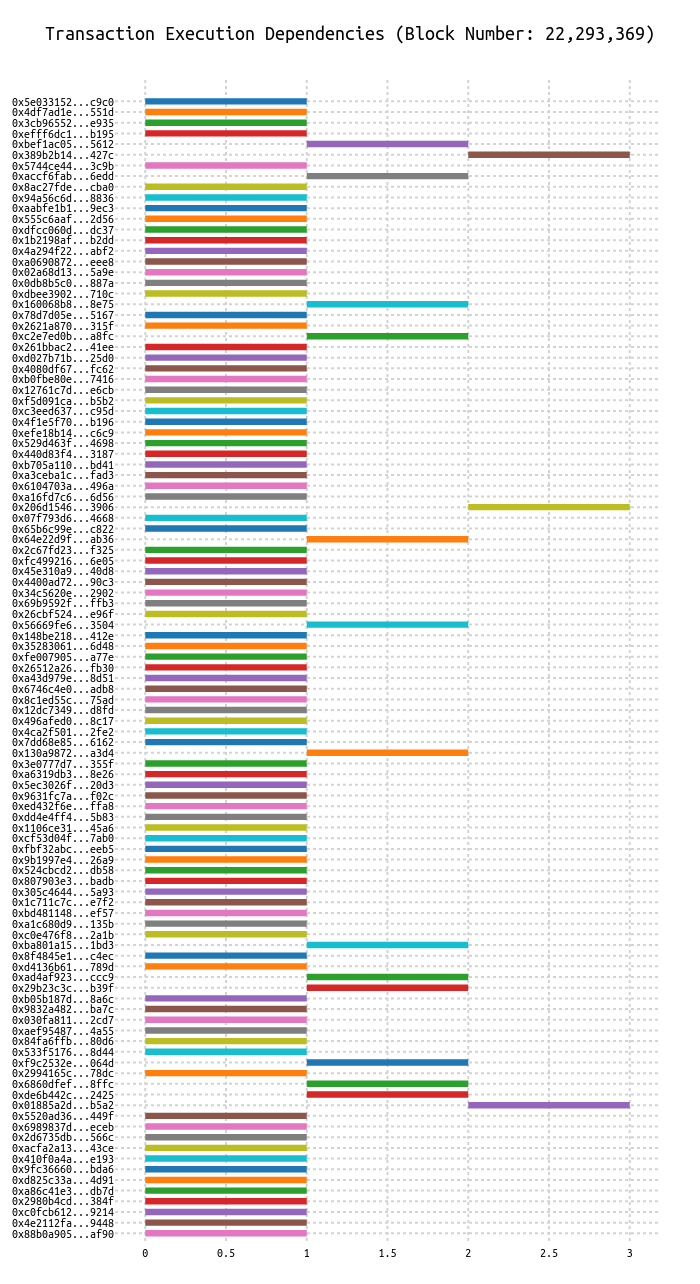 Transaction Execution Dependencies (Block Number: 22,293,369)
0x5e033152...c9c0
0x4df7ad1e...551d
0x3cb96552...e935
0xefff6dc1...b195
0xbef1ac05...5612
0x389b2b14...427c
0x5744ce44...3c9b
0xaccf6fab...6edd
0x8ac27fde...cba0
0x94a56c6d...8836
0xaabfe1b1...9ec3
0x555c6aaf...2d56
0xdfcc060d...dc37
0x1b2198af...b2dd
0x4a294f22...abf2
0xa0690872...eee8
0x02a68d13...5a9e
0x0db8b5c0...887a
0xdbee3902...710c
0x160068b8...8e75
0x78d7d05e...5167
0x2621a870...315f
0xc2e7ed0b...a8fc
0x261bbac2...41ee
0xd027b71b...25d0
0x4080df67...fc62
0xb0fbe80e...7416
0x12761c7d...e6cb
0xf5d091ca...b5b2
0xc3eed637...c95d
0x4f1e5f70...b196
0xefe18b14...c6c9
0x529d463f...4698
0x440d83f4...3187
0xb705a110...bd41
0xa3ceba1c...fad3
0x6104703a...496a
0xa16fd7c6...6d56
0x206d1546...3906
0x07f793d6...4668
0x65b6c99e...c822
0x64e22d9f...ab36
0x2c67fd23...f325
0xfc499216...6e05
0x45e310a9...40d8
0x4400ad72...90c3
0x34c5620e...2902
0x69b9592f...ffb3
0x26cbf524...e96f
0x56669fe6...3504
0x148be218...412e
0x35283061...6d48
0xfe007905...a77e
0x26512a26...fb30
0xa43d979e...8d51
0x6746c4e0...adb8
0x8c1ed55c...75ad
0x12dc7349...d8fd
0x496afed0...8c17
0x4ca2f501...2fe2
0x7dd68e85...6162
0x130a9872...a3d4
0x3e0777d7...355f
0xa6319db3...8e26
0x5ec3026f...20d3
0x9631fc7a...f02c
0xed432f6e...ffa8
0xdd4e4ff4...5b83
0x1106ce31...45a6
0xcf53d04f...7ab0
0xfbf32abc...eeb5
0x9b1997e4...26a9
0x524cbcd2...db58
0x807903e3...badb
0x305c4644...5a93
0x1c711c7c...e7f2
0xbd481148...ef57
0xa1c680d9...135b
0xc0e476f8...2a1b
0xba801a15...1bd3
0x8f4845e1...c4ec
0xd4136b61...789d
0xad4af923...ccc9
0x29b23c3c...b39f
0xb05b187d...8a6c
0x9832a482...ba7c
0x030fa811...2cd7
0xaef95487...4a55
0x84fa6ffb...80d6
0x533f5176...8d44
0xf9c2532e...064d
0x2994165c...78dc
0x6860dfef...8ffc
0xde6b442c...2425
0x01885a2d...b5a2
0x5520ad36...449f
0x6989837d...eceb
0x2d6735db...566c
0xacfa2a13...43ce
0x410f0a4a...e193
0x9fc36660...bda6
0xd825c33a...4d91
0xa86c41e3...db7d
0x2980b4cd...384f
0xc0fcb612...9214
0x4e2112fa...9448
0x88b0a905...af90
0 0.5 1 1.5 2 2.5 3